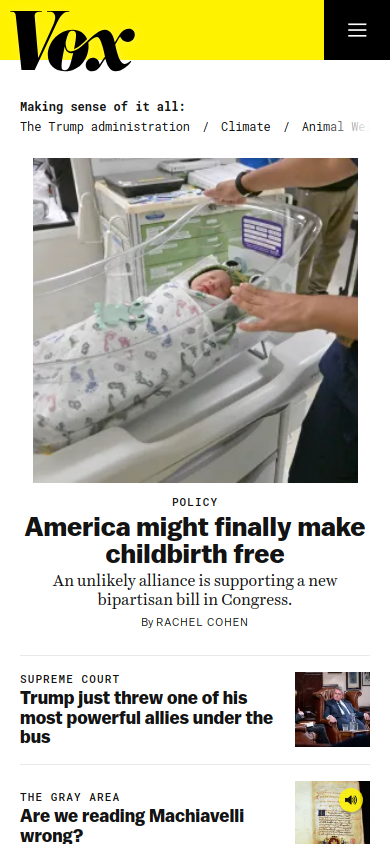 Vox
Making sense of it all:
The Trump administration / Climate / Animal We
POLICY
America might finally make
childbirth free
An unlikely alliance is supporting a new
bipartisan bill in Congress.
By RACHEL COHEN
SUPREME COURT
Trump just threw one of his
most powerful allies under the
bus
THE GRAY AREA
Are we reading Machiavelli
wrong?